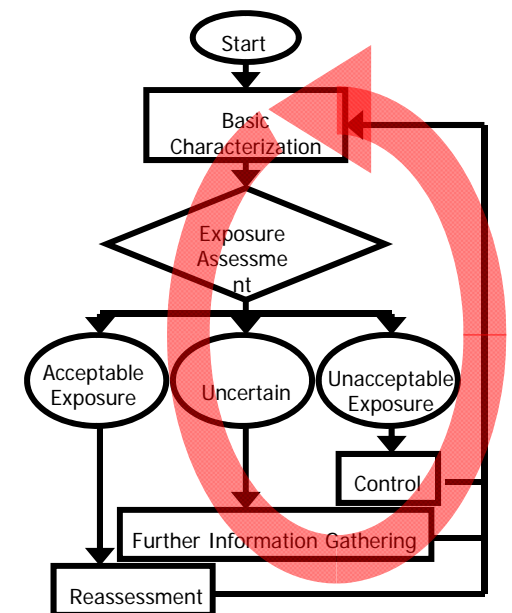 Start
Basic
Characterization
Exposure
Assessme
nt
Acceptable
Exposure
Uncertain
Unacceptable
Exposure
Control
Further Information Gathering
Reassessment